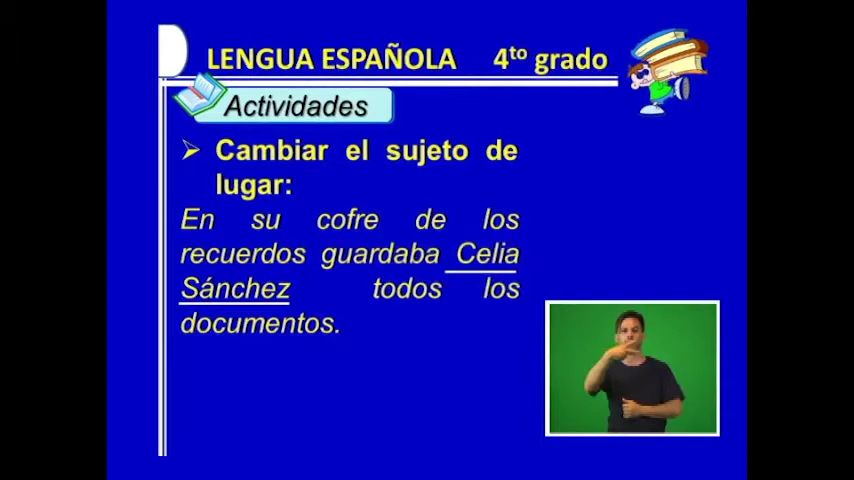 LENGUA ESPAÑOLA 4to grado
Actividades
Cambiar el sujeto de
lugar:
En su cofre de los
recuerdos guardaba Celia
Sánchez todos los
documentos.